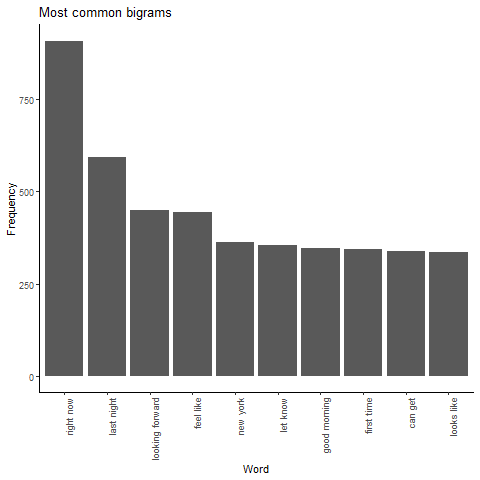 Most common bigrams
Frequency
750
500
250
0
right now
last night
looking forward
feel like
new york
let know
good morning
first time
can get
looks like
Word